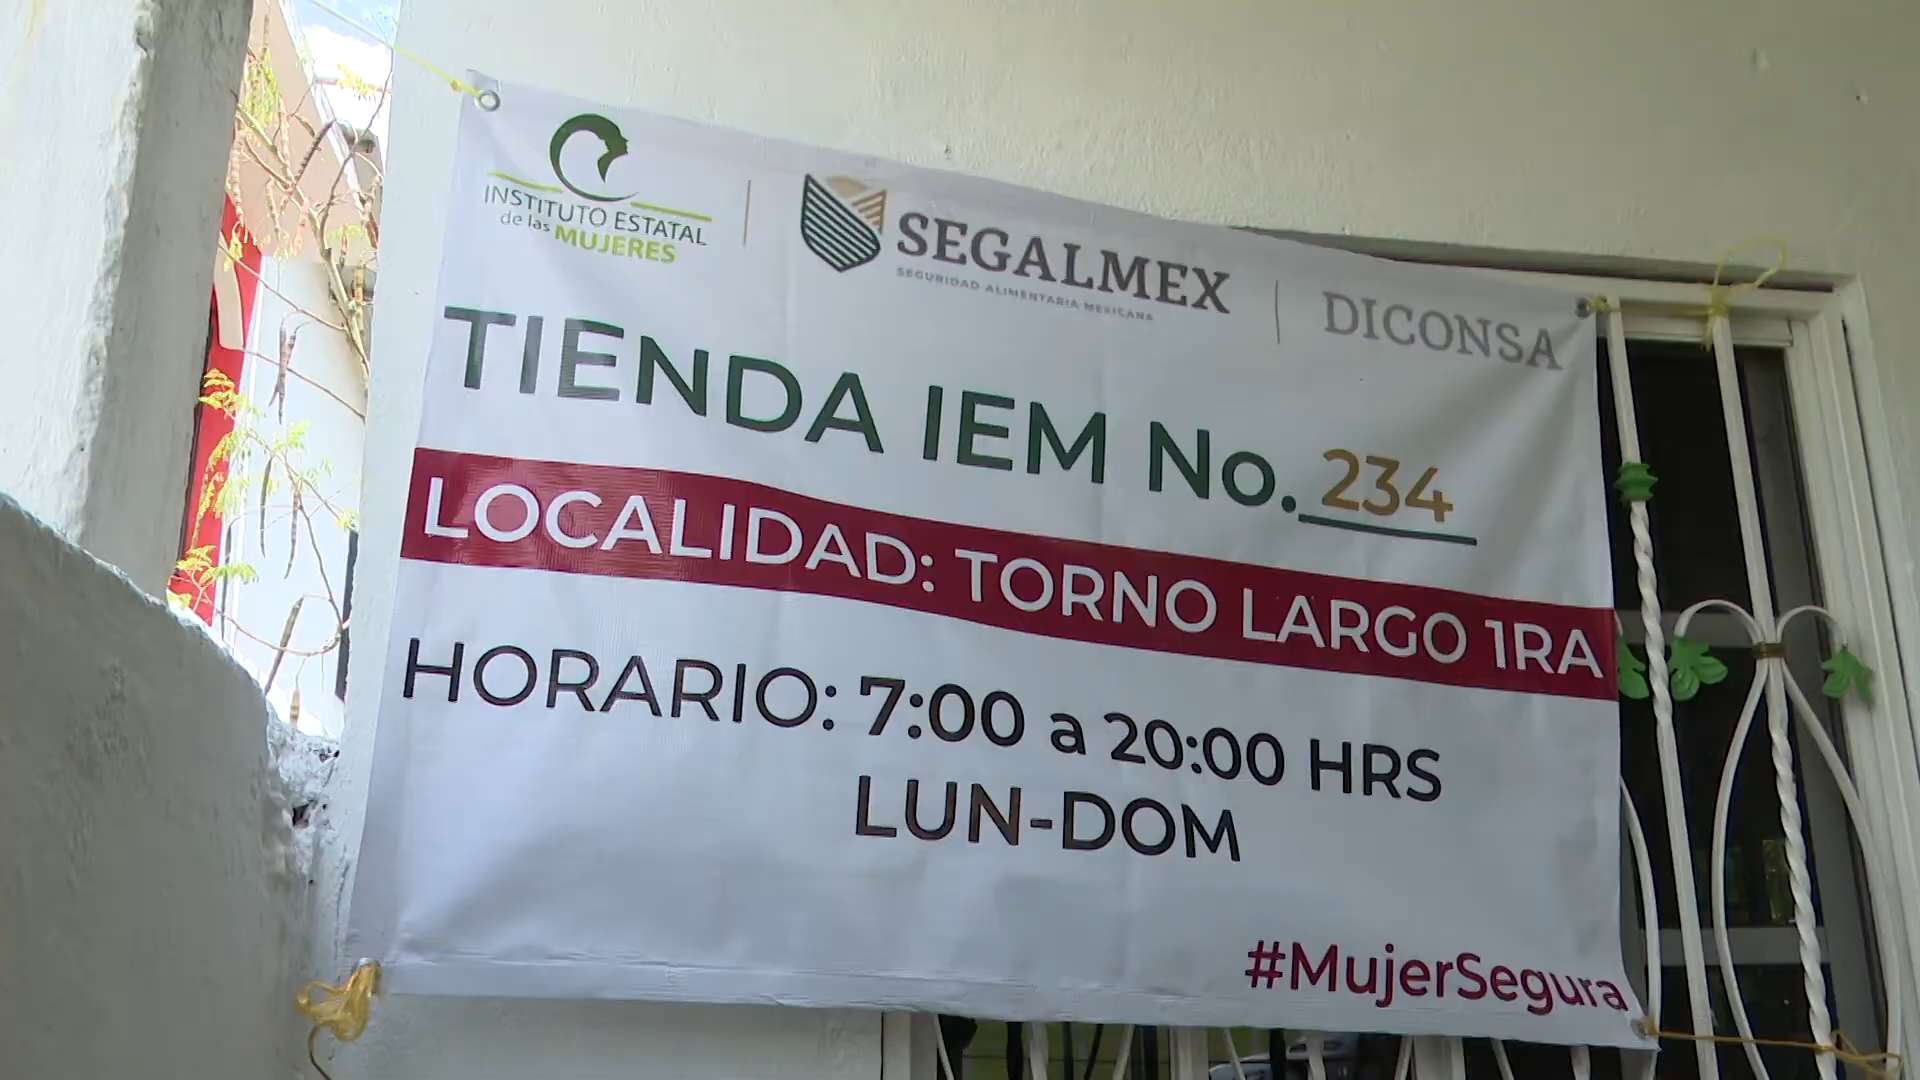 INSTITUTO ESTATAL
de las MUJERES
SEGALMEX
SEGURIDAD ALIMENTARIA MEXICANA
DICONSA
TIENDA IEM No. 234
LOCALIDAD: TORNO LARGO 1RA
HORARIO: 7:00 a 20:00 HRS
LUN-DOM
#MujerSegura